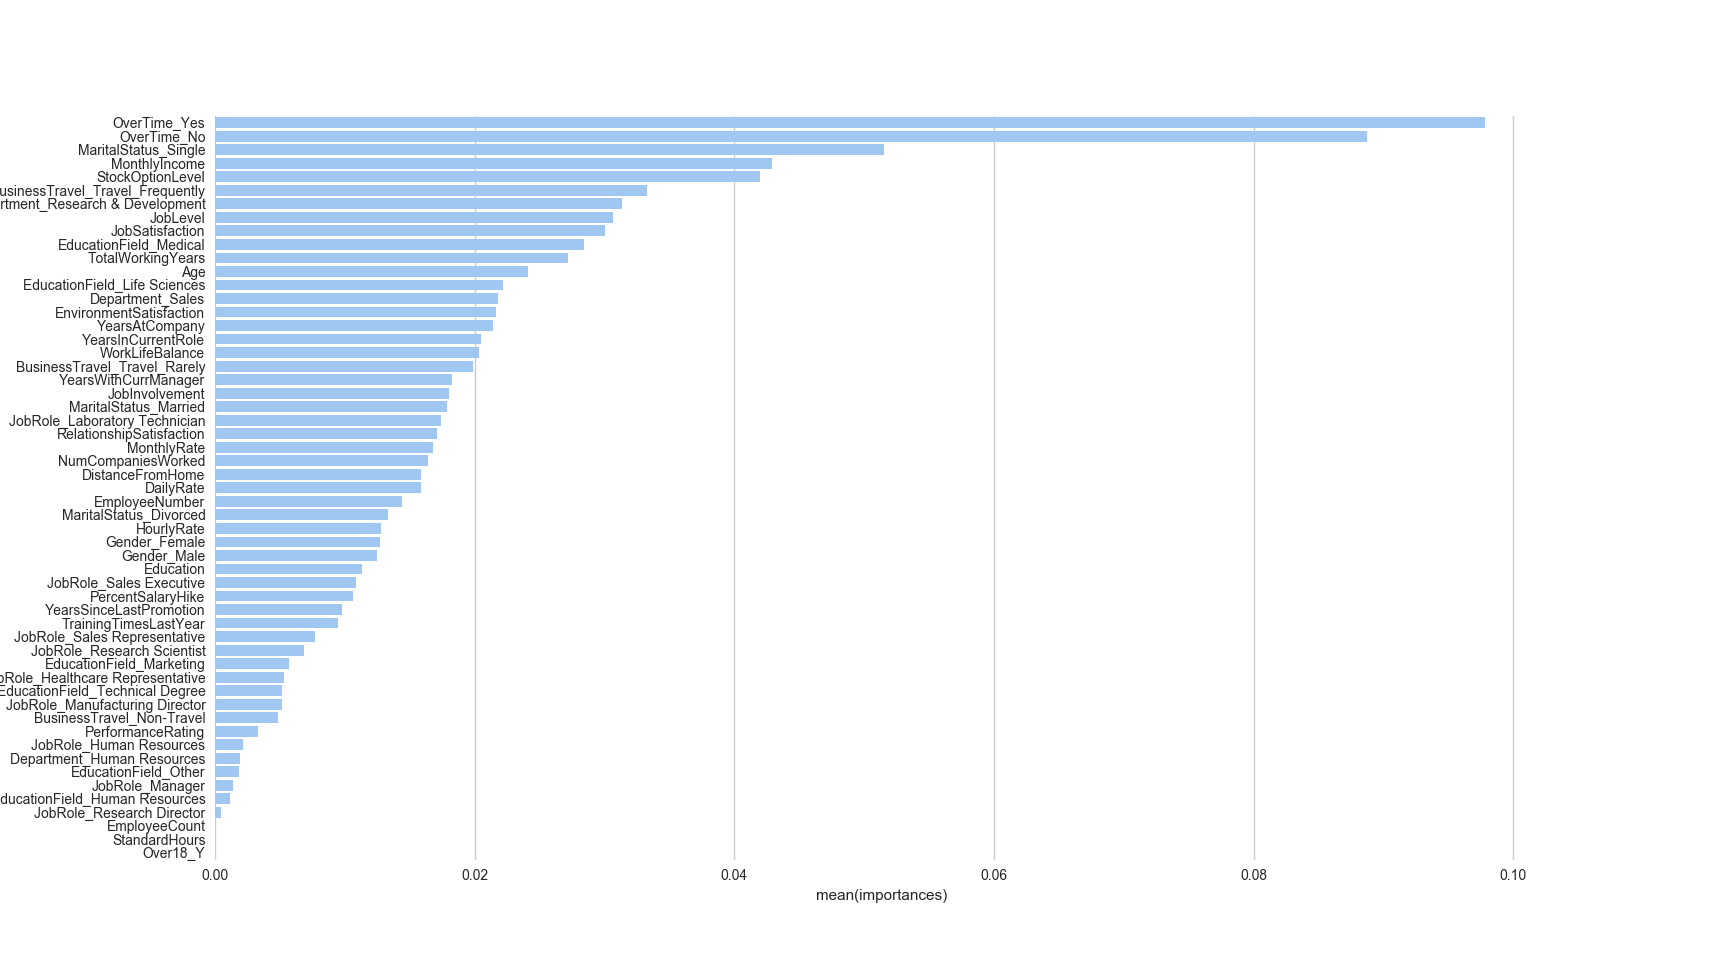 OverTime_Yes
OverTime_No
MaritalStatus_Single
MonthlyIncome
StockOptionLevel
usinessTravel_Travel_Frequently
rtment_Research & Development
JobLevel
JobSatisfaction
EducationField_Medical
TotalWorkingYears
Age
EducationField_Life Sciences
Department_Sales
EnvironmentSatisfaction
YearsAtCompany
YearsInCurrentRole
WorkLifeBalance
BusinessTravel_Travel_Rarely
YearsWithCurrManager
JobInvolvement
MaritalStatus_Married
JobRole_Laboratory Technician
RelationshipSatisfaction
MonthlyRate
NumCompaniesWorked
DistanceFromHome
DailyRate
EmployeeNumber
MaritalStatus_Divorced
HourlyRate
Gender_Female
Gender_Male
Education
JobRole_Sales Executive
PercentSalaryHike
YearsSinceLastPromotion
TrainingTimesLastYear
JobRole_Sales Representative
JobRole_Research Scientist
EducationField_Marketing
bRole_Healthcare Representative
EducationField_Technical Degree
JobRole_Manufacturing Director
BusinessTravel_Non-Travel
PerformanceRating
JobRole_Human Resources
Department_Human Resources
EducationField_Other
JobRole_Manager
ducationField_Human Resources
JobRole_Research Director
EmployeeCount
StandardHours
Over18_Y
0.00 0.02 0.04 0.06 0.08 0.10
mean(importances)